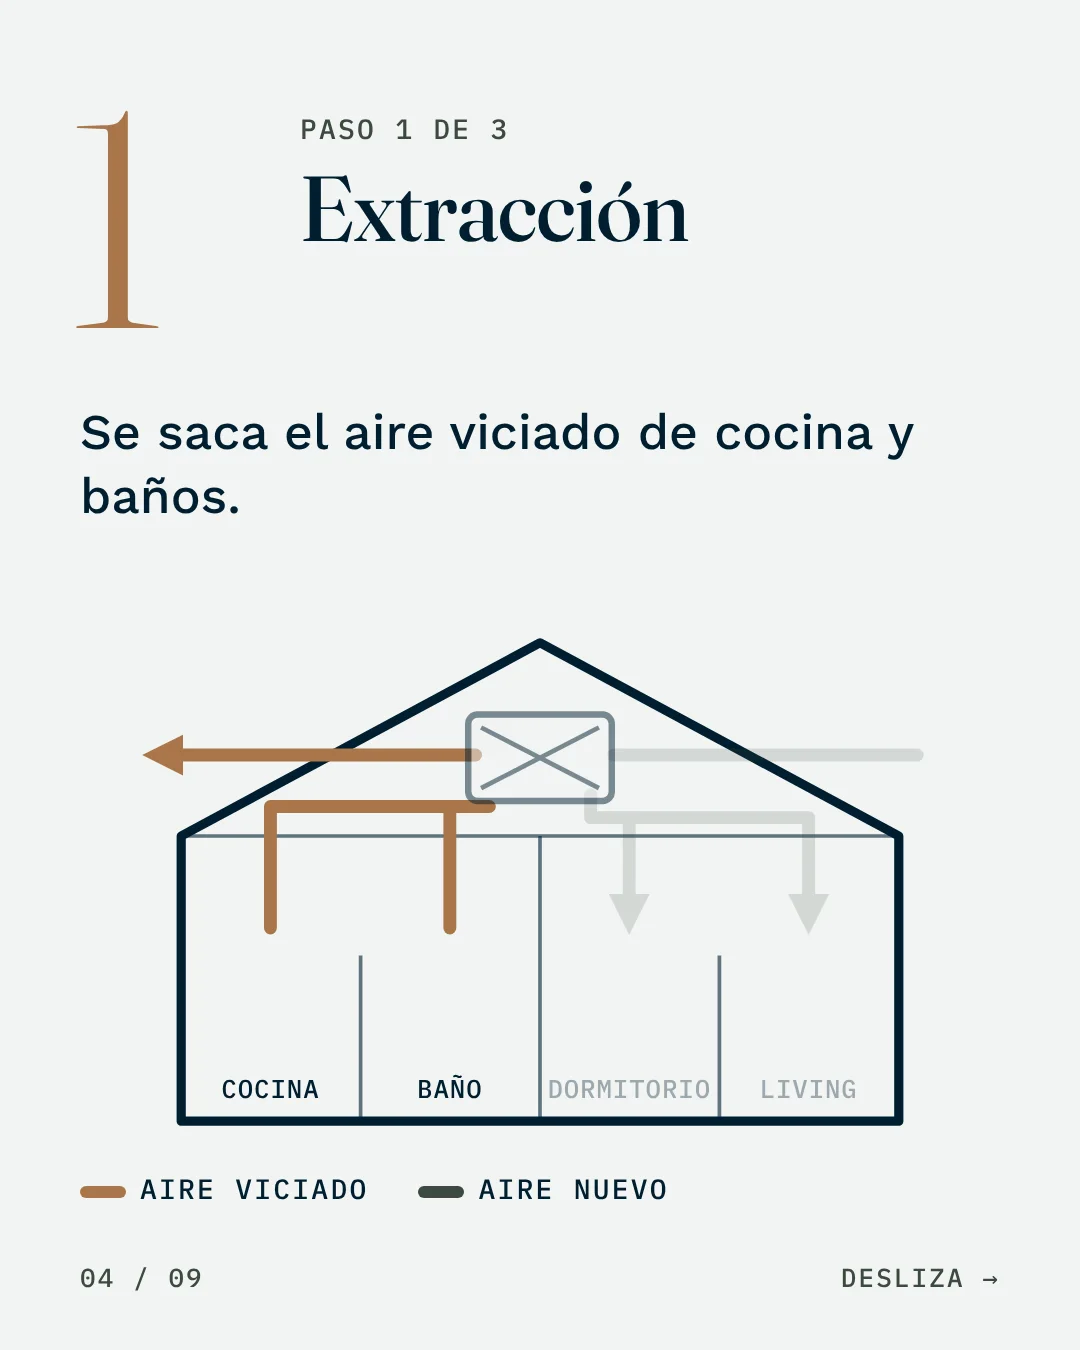 1
PASO 1 DE 3
Extracción
Se saca el aire viciado de cocina y
baños.
COCINA
BAÑO
DORMITORIO
LIVING
AIRE VICIADO
AIRE NUEVO
04 / 09
DESLIZA →